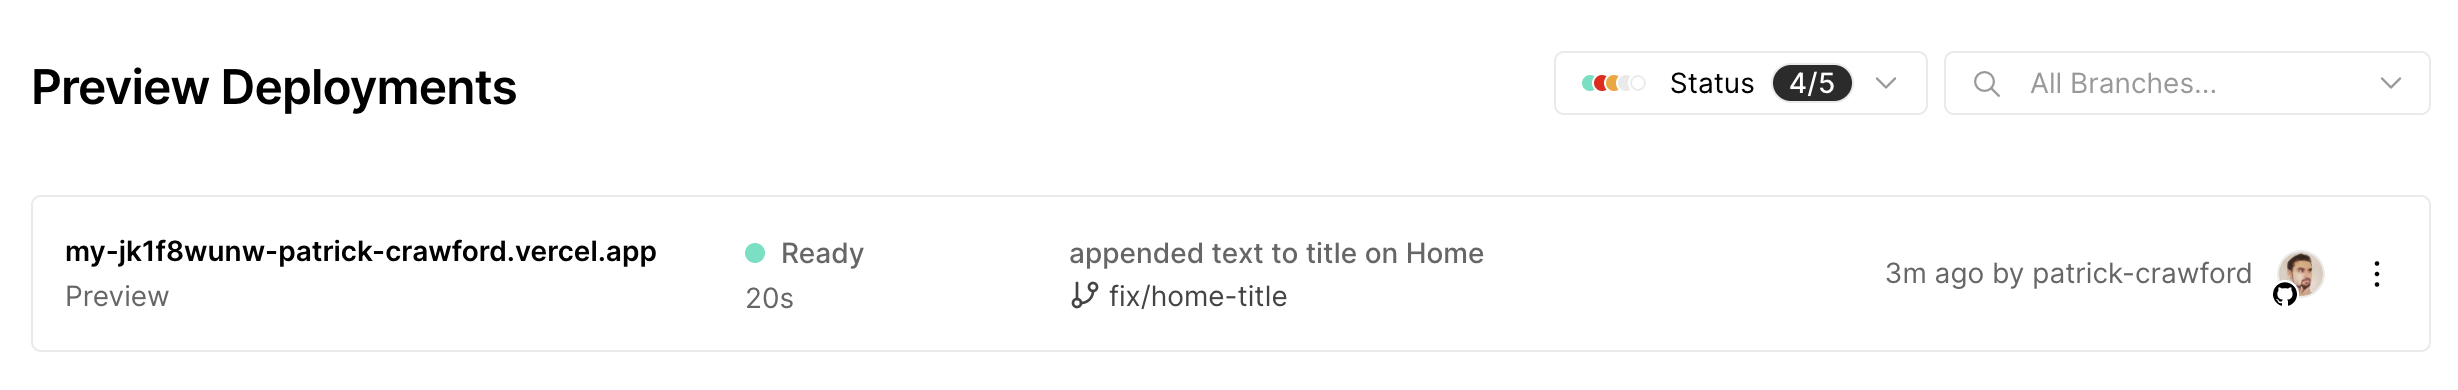 Preview Deployments
Status 4/5
All Branches...
my-jk1f8wunw-patrick-crawford.vercel.app
Preview
Ready
20s
appended text to title on Home
fix/home-title
3m ago by patrick-crawford